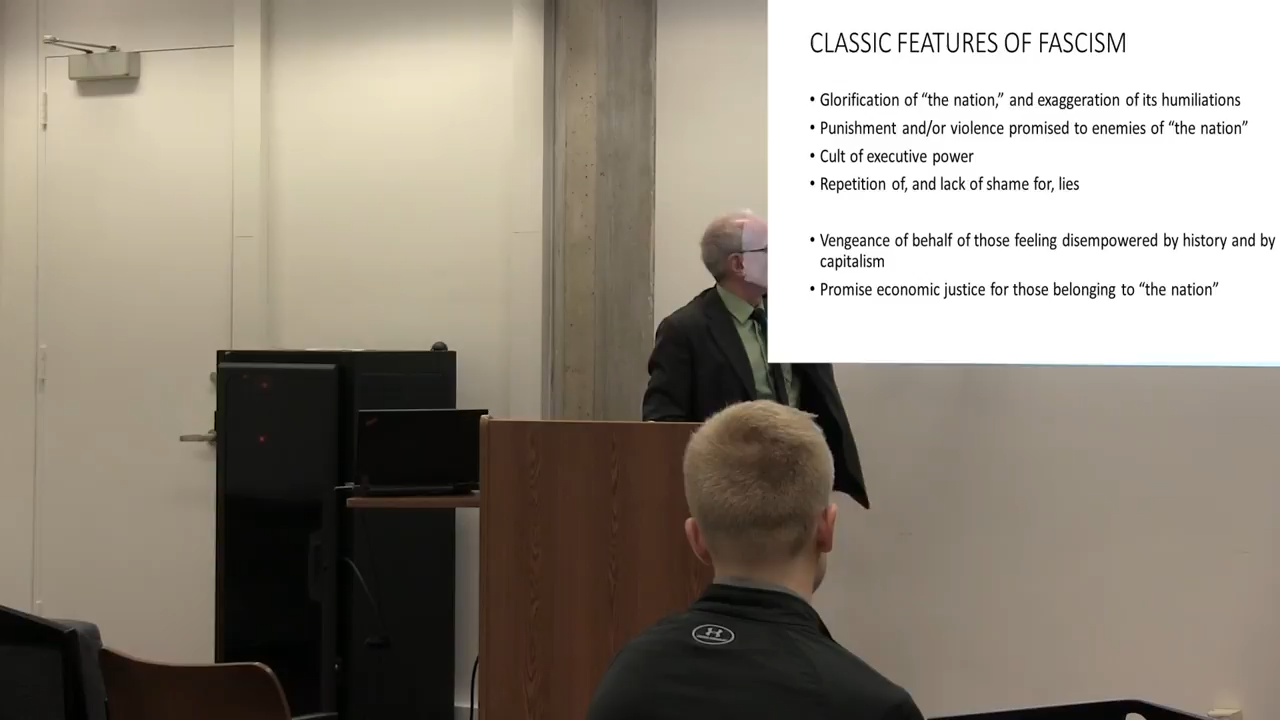 CLASSIC FEATURES OF FASCISM
• Glorification of “the nation,” and exaggeration of its humiliations
• Punishment and/or violence promised to enemies of “the nation”
• Cult of executive power
• Repetition of, and lack of shame for, lies
• Vengeance of behalf of those feeling disempowered by history and by
capitalism
• Promise economic justice for those belonging to “the nation”